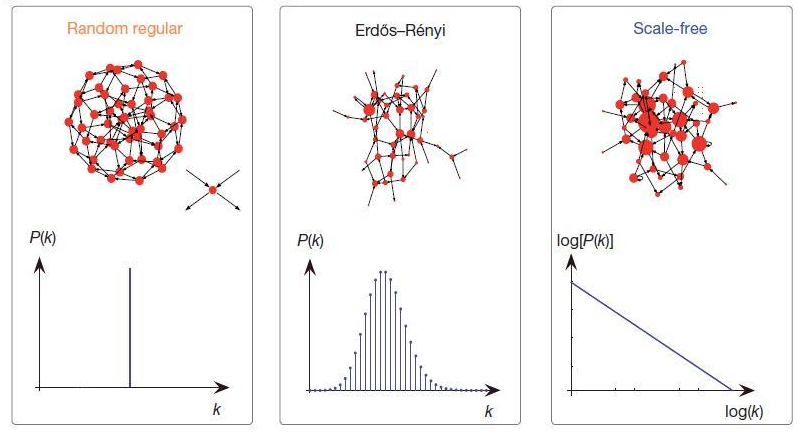 Random regular
Erdős–Rényi
Scale-free
P(k)
P(k)
log[P(k)]
k
k
log(k)